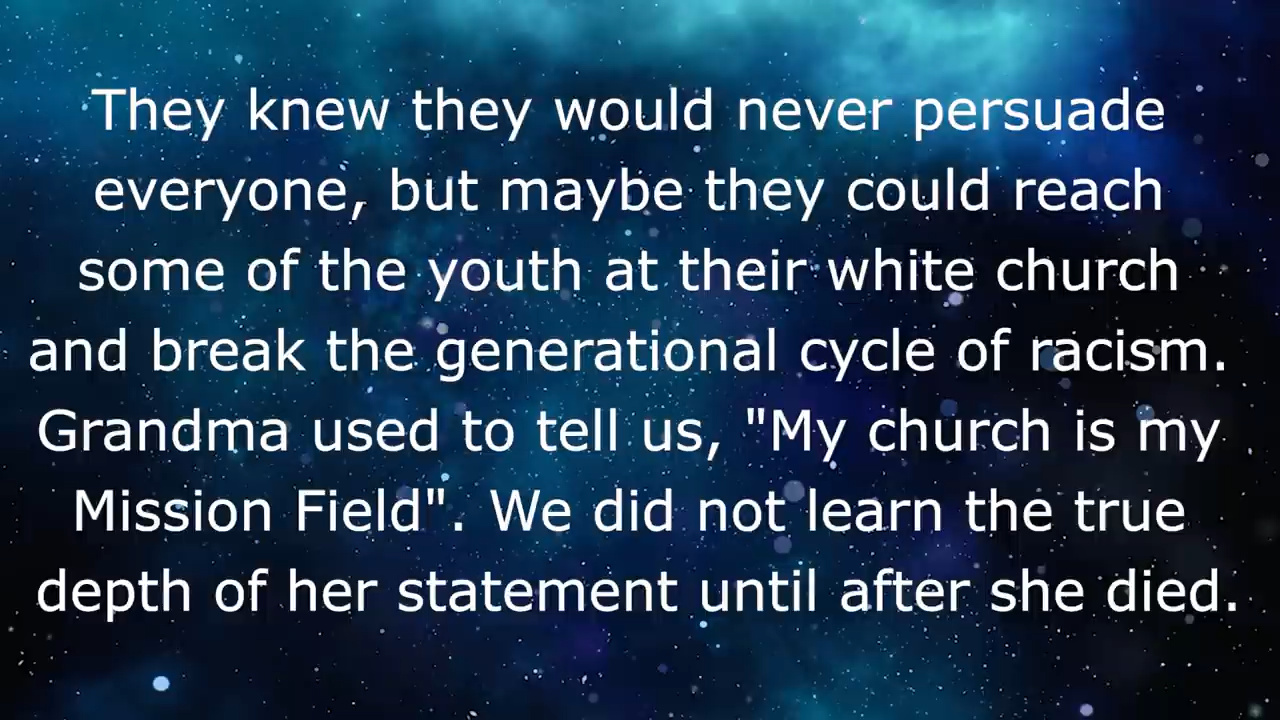 They knew they would never persuade
everyone, but maybe they could reach
some of the youth at their white church
and break the generational cycle of racism.
Grandma used to tell us, "My church is my
Mission Field". We did not learn the true
depth of her statement until after she died.